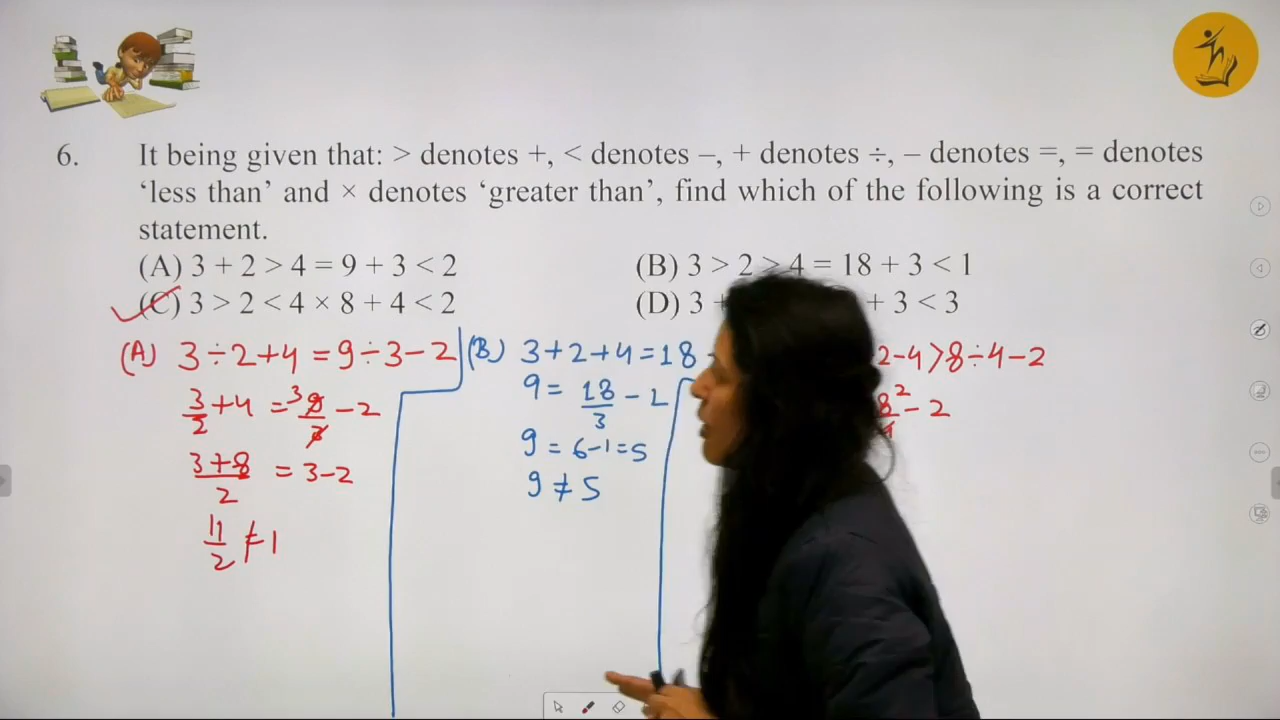 6. It being given that: > denotes +, < denotes –, + denotes ÷, – denotes =, = denotes
‘less than’ and × denotes ‘greater than’, find which of the following is a correct
statement.
(A) 3 + 2 > 4 = 9 + 3 < 2
(B) 3 > 2 > 4 = 18 + 3 < 1
(C) 3 > 2 < 4 × 8 + 4 < 2
(D) 3 + + 3 < 3
(A) 3 ÷ 2 + 4 = 9 ÷ 3 – 2
3/2 + 4 = 9/3 3 – 2
3+8/2 = 3 – 2
11/2 ≠ 1
(B) 3 + 2 + 4 = 18
9 = 18/3 –
9 = 6 – 1 = 5
9 ≠ 5
2 – 4 > 8 ÷ 4 – 2
8/4 2 – 2